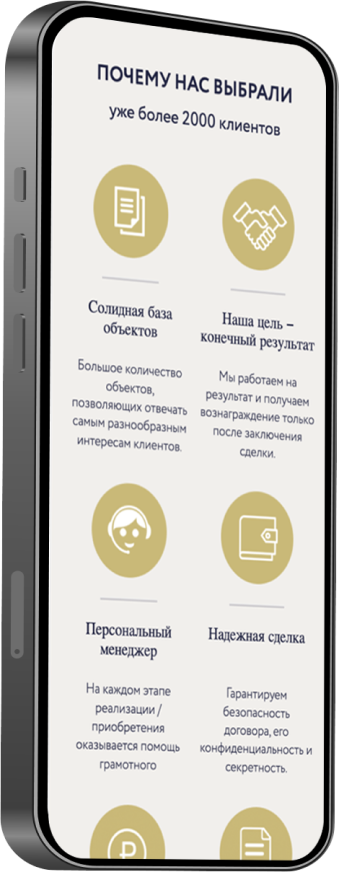 ПОЧЕМУ НАС ВЫБРАЛИ
уже более 2000 клиентов
Солидная база
объектов
Большое количество
объектов,
позволяющих отвечать
самым разнообразным
интересам клиентов.
Наша цель –
конечный результат
Мы работаем на
результат и получаем
вознаграждение только
после заключения
сделки.
Персональный
менеджер
На каждом этапе
реализации /
приобретения
оказывается помощь
грамотного
Надежная сделка
Гарантируем
безопасность
договора, его
конфиденциальность и
секретность.